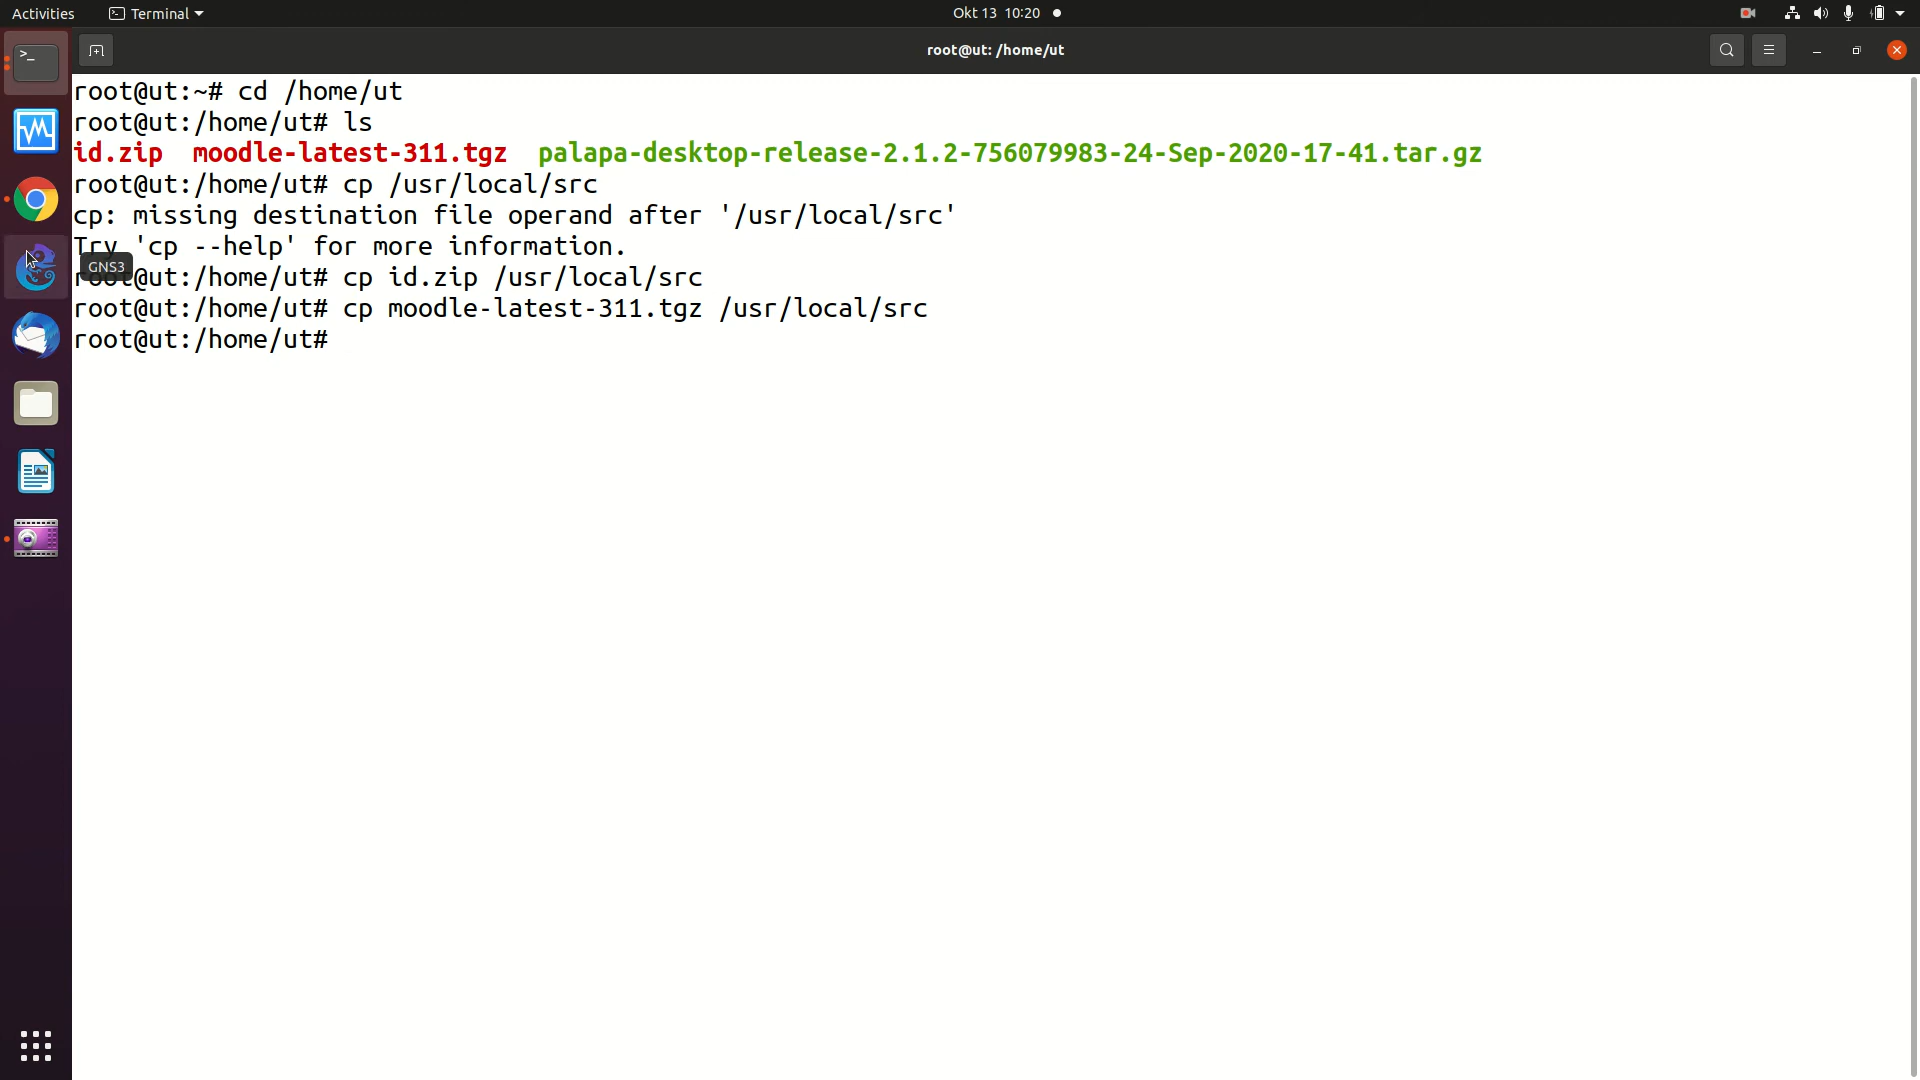 Activities
Terminal
Okt 13 10:20
root@ut: /home/ut
root@ut:~# cd /home/ut
root@ut:/home/ut# ls
id.zip moodle-latest-311.tgz palapa-desktop-release-2.1.2-756079983-24-Sep-2020-17-41.tar.gz
root@ut:/home/ut# cp /usr/local/src
cp: missing destination file operand after '/usr/local/src'
Try 'cp --help' for more information.
GNS3
root@ut:/home/ut# cp id.zip /usr/local/src
root@ut:/home/ut# cp moodle-latest-311.tgz /usr/local/src
root@ut:/home/ut#